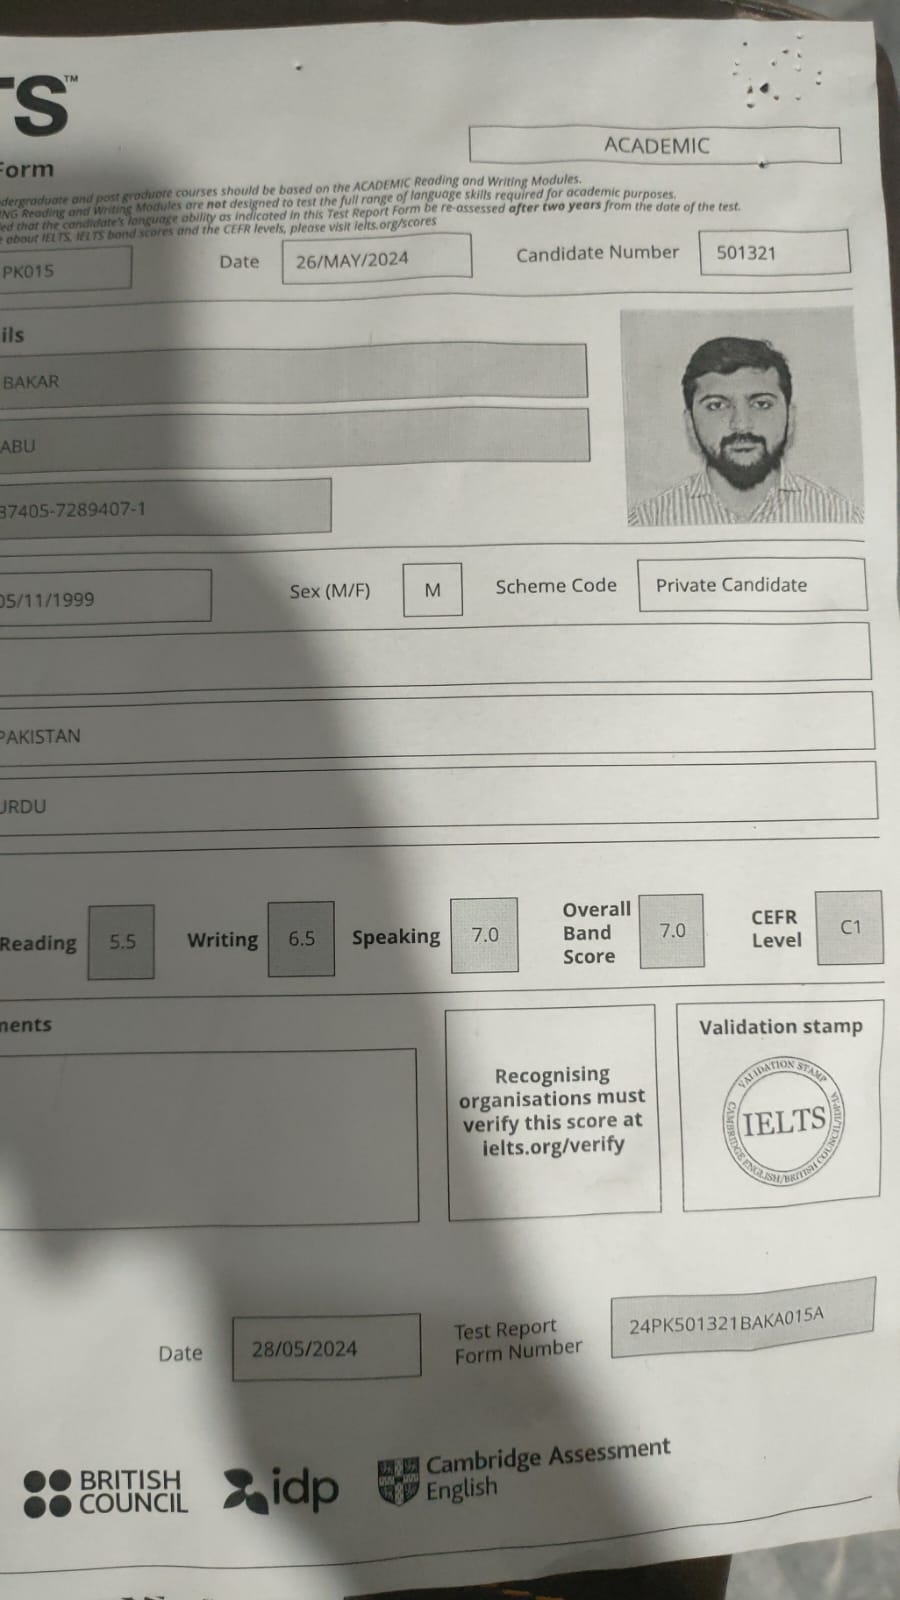 TS™
Form
ACADEMIC
dergraduate and post graduate courses should be based on the ACADEMIC Reading and Writing Modules.
NG Reading and Writing Modules are not designed to test the full range of language skills required for academic purposes.
ed that the candidate's language ability as indicated in this Test Report Form be re-assessed after two years from the date of the test.
about IELTS, IELTS band scores and the CEFR levels, please visit ielts.org/scores
PK015 Date 26/MAY/2024 Candidate Number 501321
ils
BAKAR
ABU
37405-7289407-1
05/11/1999 Sex (M/F) M Scheme Code Private Candidate
PAKISTAN
URDU
Reading 5.5 Writing 6.5 Speaking 7.0 Overall Band Score 7.0 CEFR Level C1
ments
Recognising
organisations must
verify this score at
ielts.org/verify
Validation stamp
VALIDATION STAMP
IELTS
CAMBRIDGE ENGLISH/BRITISH COUNCIL/IDP:IA
Date 28/05/2024
Test Report
Form Number
24PK501321BAKA015A
BRITISH
COUNCIL
idp
Cambridge Assessment
English